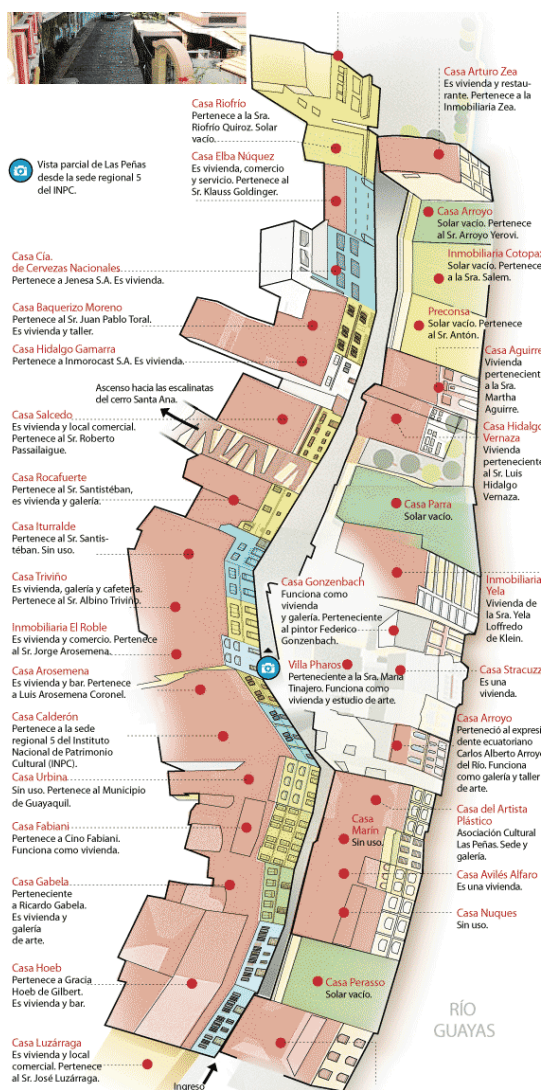 Casa Arturo Zea
Es vivienda y restau-
rante. Pertenece a la
Inmobiliaria Zea.
Casa Riofrío
Pertenece a la Sra.
Riofrío Quiroz. Solar
vacío.
Vista parcial de Las Peñas
desde la sede regional 5
del INPC.
Casa Elba Núquez
Es vivienda, comercio
y servicio. Pertenece al
Sr. Klauss Goldinger.
Casa Arroyo
Solar vacío. Pertenece
al Sr. Arroyo Yerovi.
Casa Cía.
de Cervezas Nacionales
Pertenece a Jenesa S.A. Es vivienda.
Inmobiliaria Cotopax
Solar vacío. Pertenece
a la Sra. Salem.
Casa Baquerizo Moreno
Pertenece al Sr. Juan Pablo Toral.
Es vivienda y taller.
Preconsa
Solar vacío. Pertenece
al Sr. Antón.
Casa Hidalgo Gamarra
Pertenece a Inmorocast S.A. Es vivienda.
Casa Aguirre
Vivienda
perteneciente
a la Sra.
Martha
Aguirre.
Ascenso hacia las escalinatas
del cerro Santa Ana.
Casa Salcedo
Es vivienda y local comercial.
Pertenece al Sr. Roberto
Passailaigue.
Casa Hidalgo
Vernaza
Vivienda
perteneciente
al Sr. Luis
Hidalgo
Vernaza.
Casa Rocafuerte
Pertenece al Sr. Santistéban,
es vivienda y galería.
Casa Parra
Solar vacío.
Casa Iturralde
Pertenece al Sr. Santis-
téban. Sin uso.
Casa Triviño
Es vivienda, galería y cafetería.
Pertenece al Sr. Albino Triviño.
Casa Gonzenbach
Funciona como
vivienda
y galería. Perteneciente
al pintor Federico
Gonzenbach.
Inmobiliaria
Yela
Vivienda de
la Sra. Yela
Loffredo
de Klein.
Inmobiliaria El Roble
Es vivienda y comercio. Pertenece
al Sr. Jorge Arosemena.
Villa Pharos
Perteneciente a la Sra. María
Tinajero. Funciona como
vivienda y estudio de arte.
Casa Stracuzzi
Es una
vivienda.
Casa Arosemena
Es vivienda y bar. Pertenece
a Luis Arosemena Coronel.
Casa Calderón
Pertenece a la sede
regional 5 del Instituto
Nacional de Patrimonio
Cultural (INPC).
Casa Arroyo
Perteneció al expresi
dente ecuatoriano
Carlos Alberto Arroyo
del Río. Funciona
como galería y taller
de arte.
Casa Urbina
Sin uso. Pertenece al Municipio
de Guayaquil.
Casa del Artista
Plástico
Asociación Cultural
Las Peñas. Sede y
galería.
Casa
Marín
Sin uso.
Casa Fabiani
Pertenece a Cino Fabiani.
Funciona como vivienda.
Casa Avilés Alfaro
Es una vivienda.
Casa Gabela
Perteneciente
a Ricardo Gabela.
Es vivienda y
galería
de arte.
Casa Nuques
Sin uso.
Casa Hoeb
Pertenece a Gracia
Hoeb de Gilbert.
Es vivienda y bar.
Casa Perasso
Solar vacío.
RÍO
GUAYAS
Casa Luzárraga
Es vivienda y local
comercial. Pertenece
al Sr. José Luzárraga.
Ingreso